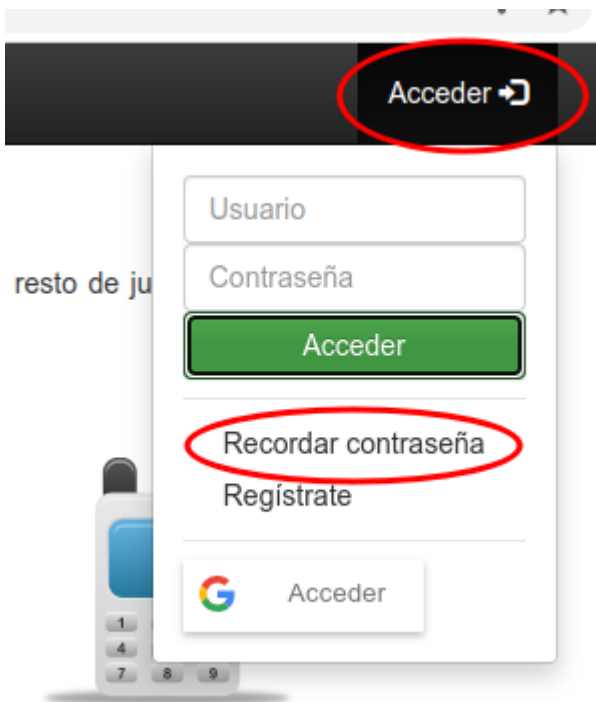 Acceder
Usuario
resto de ju
Contraseña
Acceder
Recordar contraseña
Regístrate
G Acceder
1
4
7 8 9